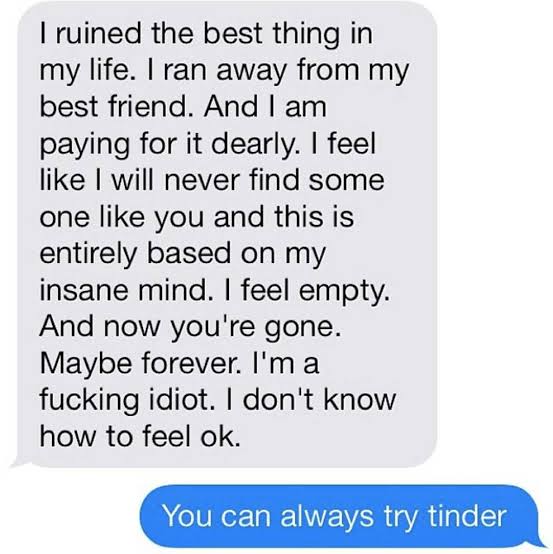 I ruined the best thing in
my life. I ran away from my
best friend. And I am
paying for it dearly. I feel
like I will never find some
one like you and this is
entirely based on my
insane mind. I feel empty.
And now you're gone.
Maybe forever. I'm a
fucking idiot. I don't know
how to feel ok.
You can always try tinder